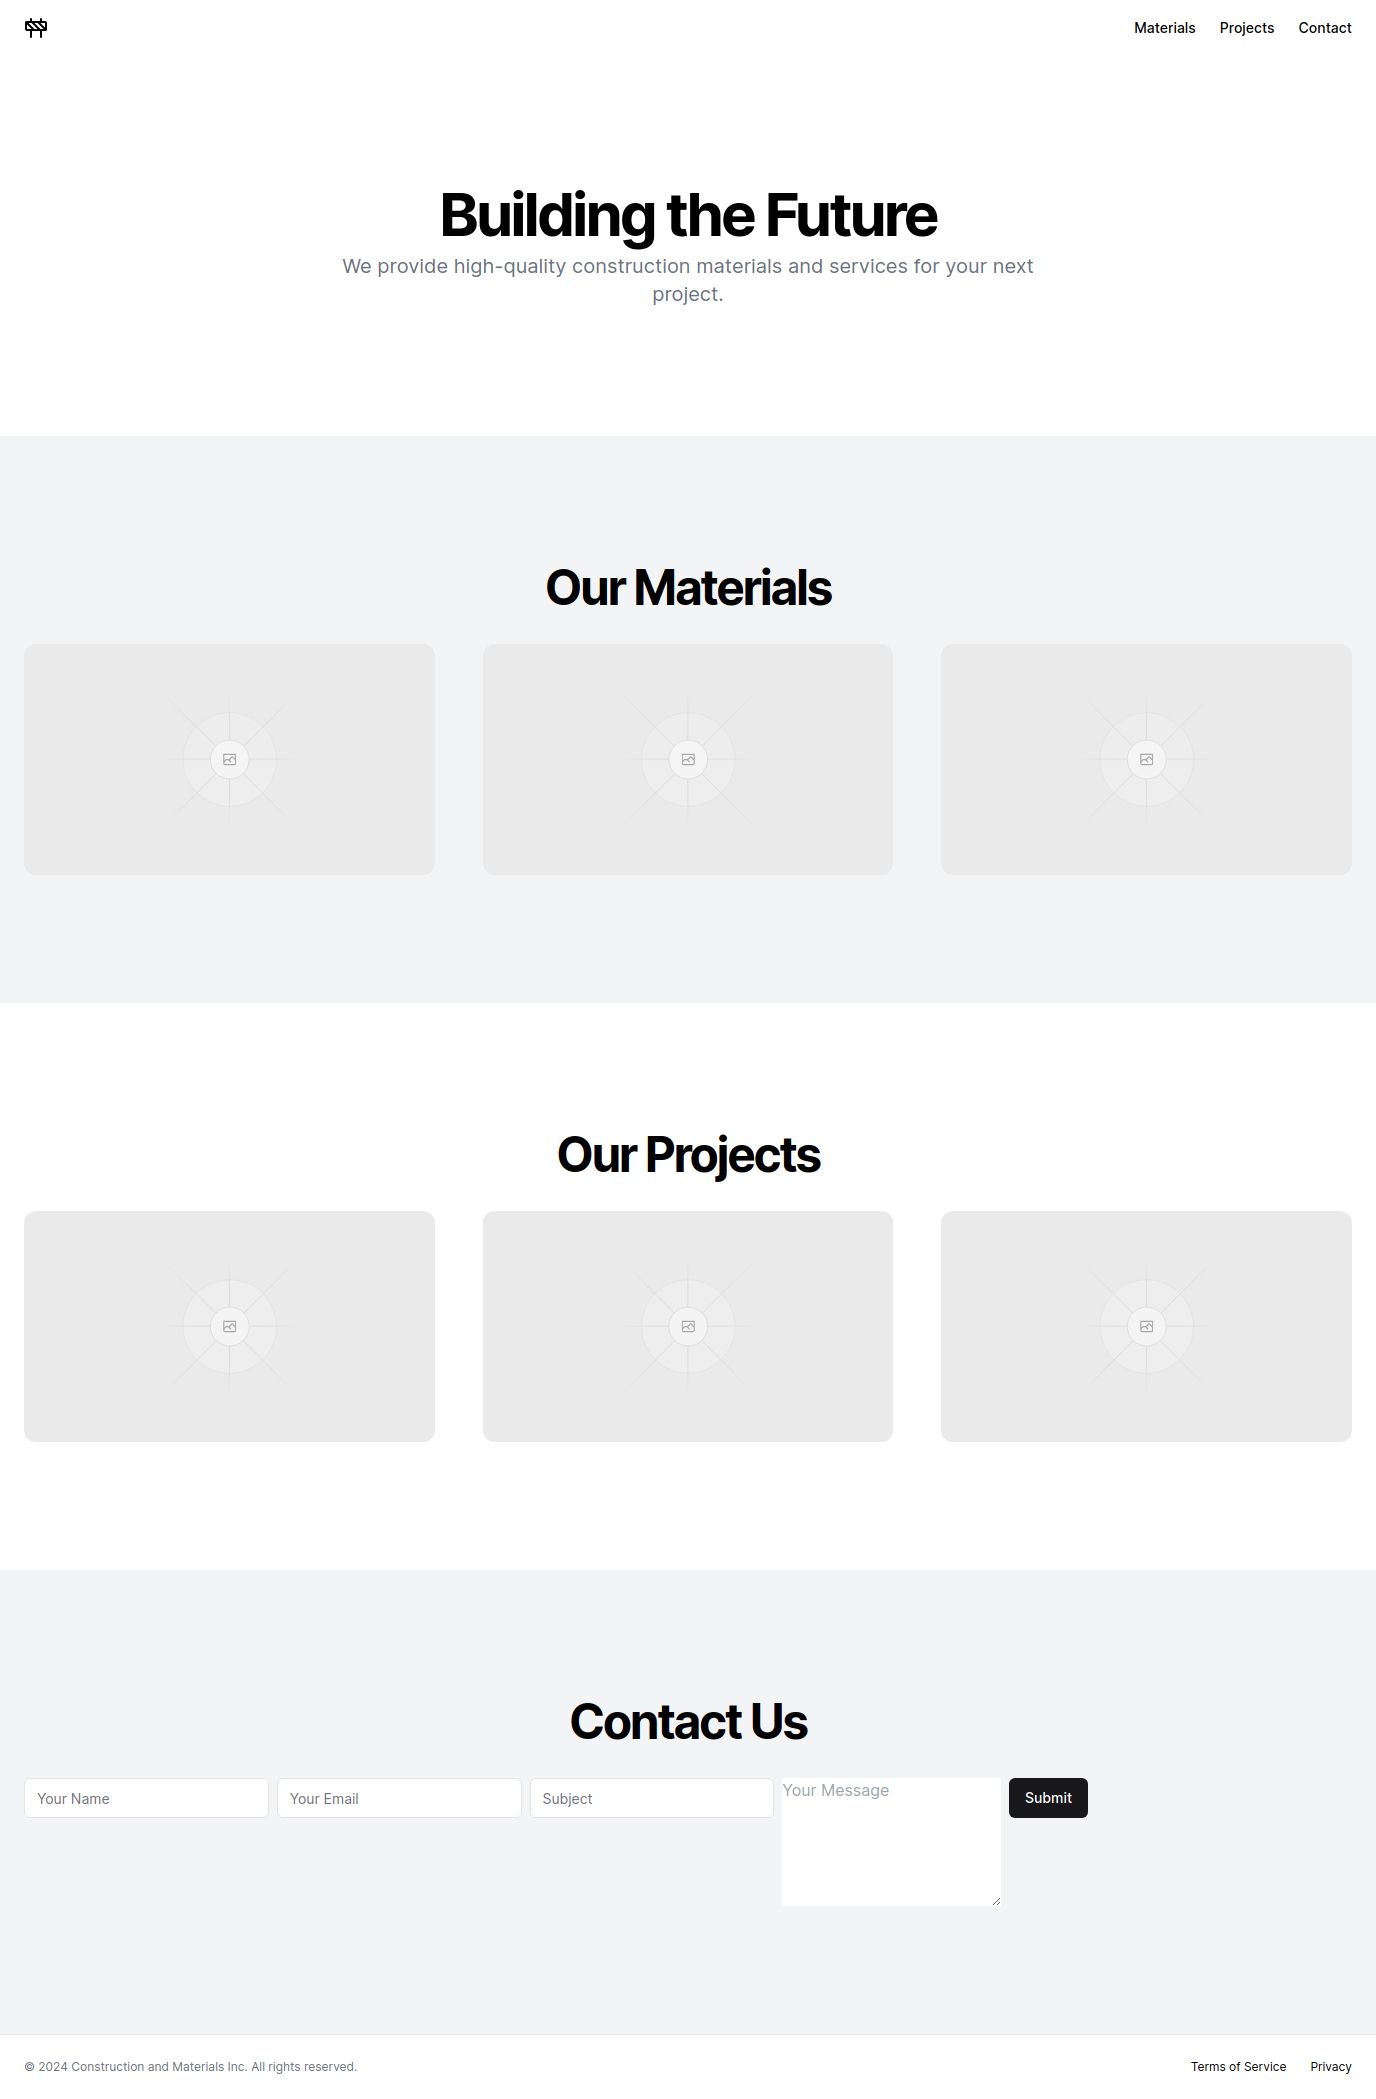 Materials Projects Contact
Building the Future
We provide high-quality construction materials and services for your next
project.
Our Materials
Our Projects
Contact Us
Your Name Your Email Subject Your Message Submit
© 2024 Construction and Materials Inc. All rights reserved. Terms of Service Privacy